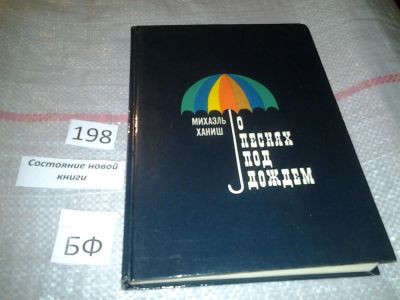 198
Состояние новой
книги
БФ
МИХАЭЛЬ
ХАНИШ
О
ПЕСНЯХ
ПОД
ДОЖДЕМ